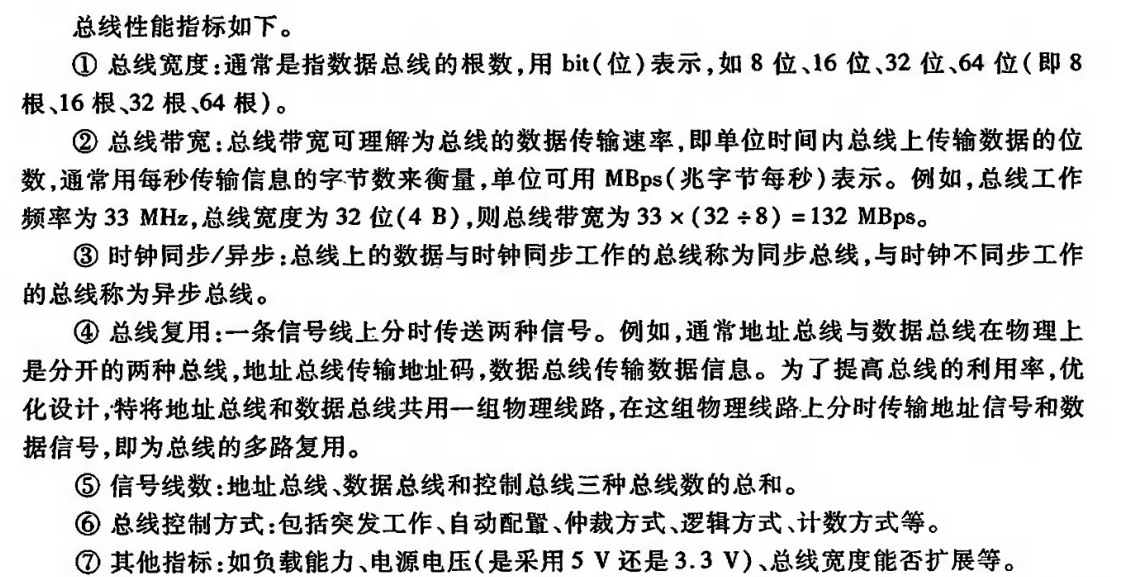 总线性能指标如下。
① 总线宽度:通常是指数据总线的根数,用 bit(位)表示,如 8 位、16 位、32 位、64 位(即 8
根、16 根、32 根、64 根)。
② 总线带宽:总线带宽可理解为总线的数据传输速率,即单位时间内总线上传输数据的位
数,通常用每秒传输信息的字节数来衡量,单位可用 MBps(兆字节每秒)表示。例如,总线工作
频率为 33 MHz,总线宽度为 32 位(4 B),则总线带宽为 33 ×(32 ÷8) =132 MBps。
③ 时钟同步/异步:总线上的数据与时钟同步工作的总线称为同步总线,与时钟不同步工作
的总线称为异步总线。
④ 总线复用:一条信号线上分时传送两种信号。例如,通常地址总线与数据总线在物理上
是分开的两种总线,地址总线传输地址码,数据总线传输数据信息。为了提高总线的利用率,优
化设计,特将地址总线和数据总线共用一组物理线路,在这组物理线路上分时传输地址信号和数
据信号,即为总线的多路复用。
⑤ 信号线数:地址总线、数据总线和控制总线三种总线数的总和。
⑥ 总线控制方式:包括突发工作、自动配置、仲裁方式、逻辑方式、计数方式等。
⑦ 其他指标:如负载能力、电源电压(是采用 5 V 还是 3.3 V)、总线宽度能否扩展等。